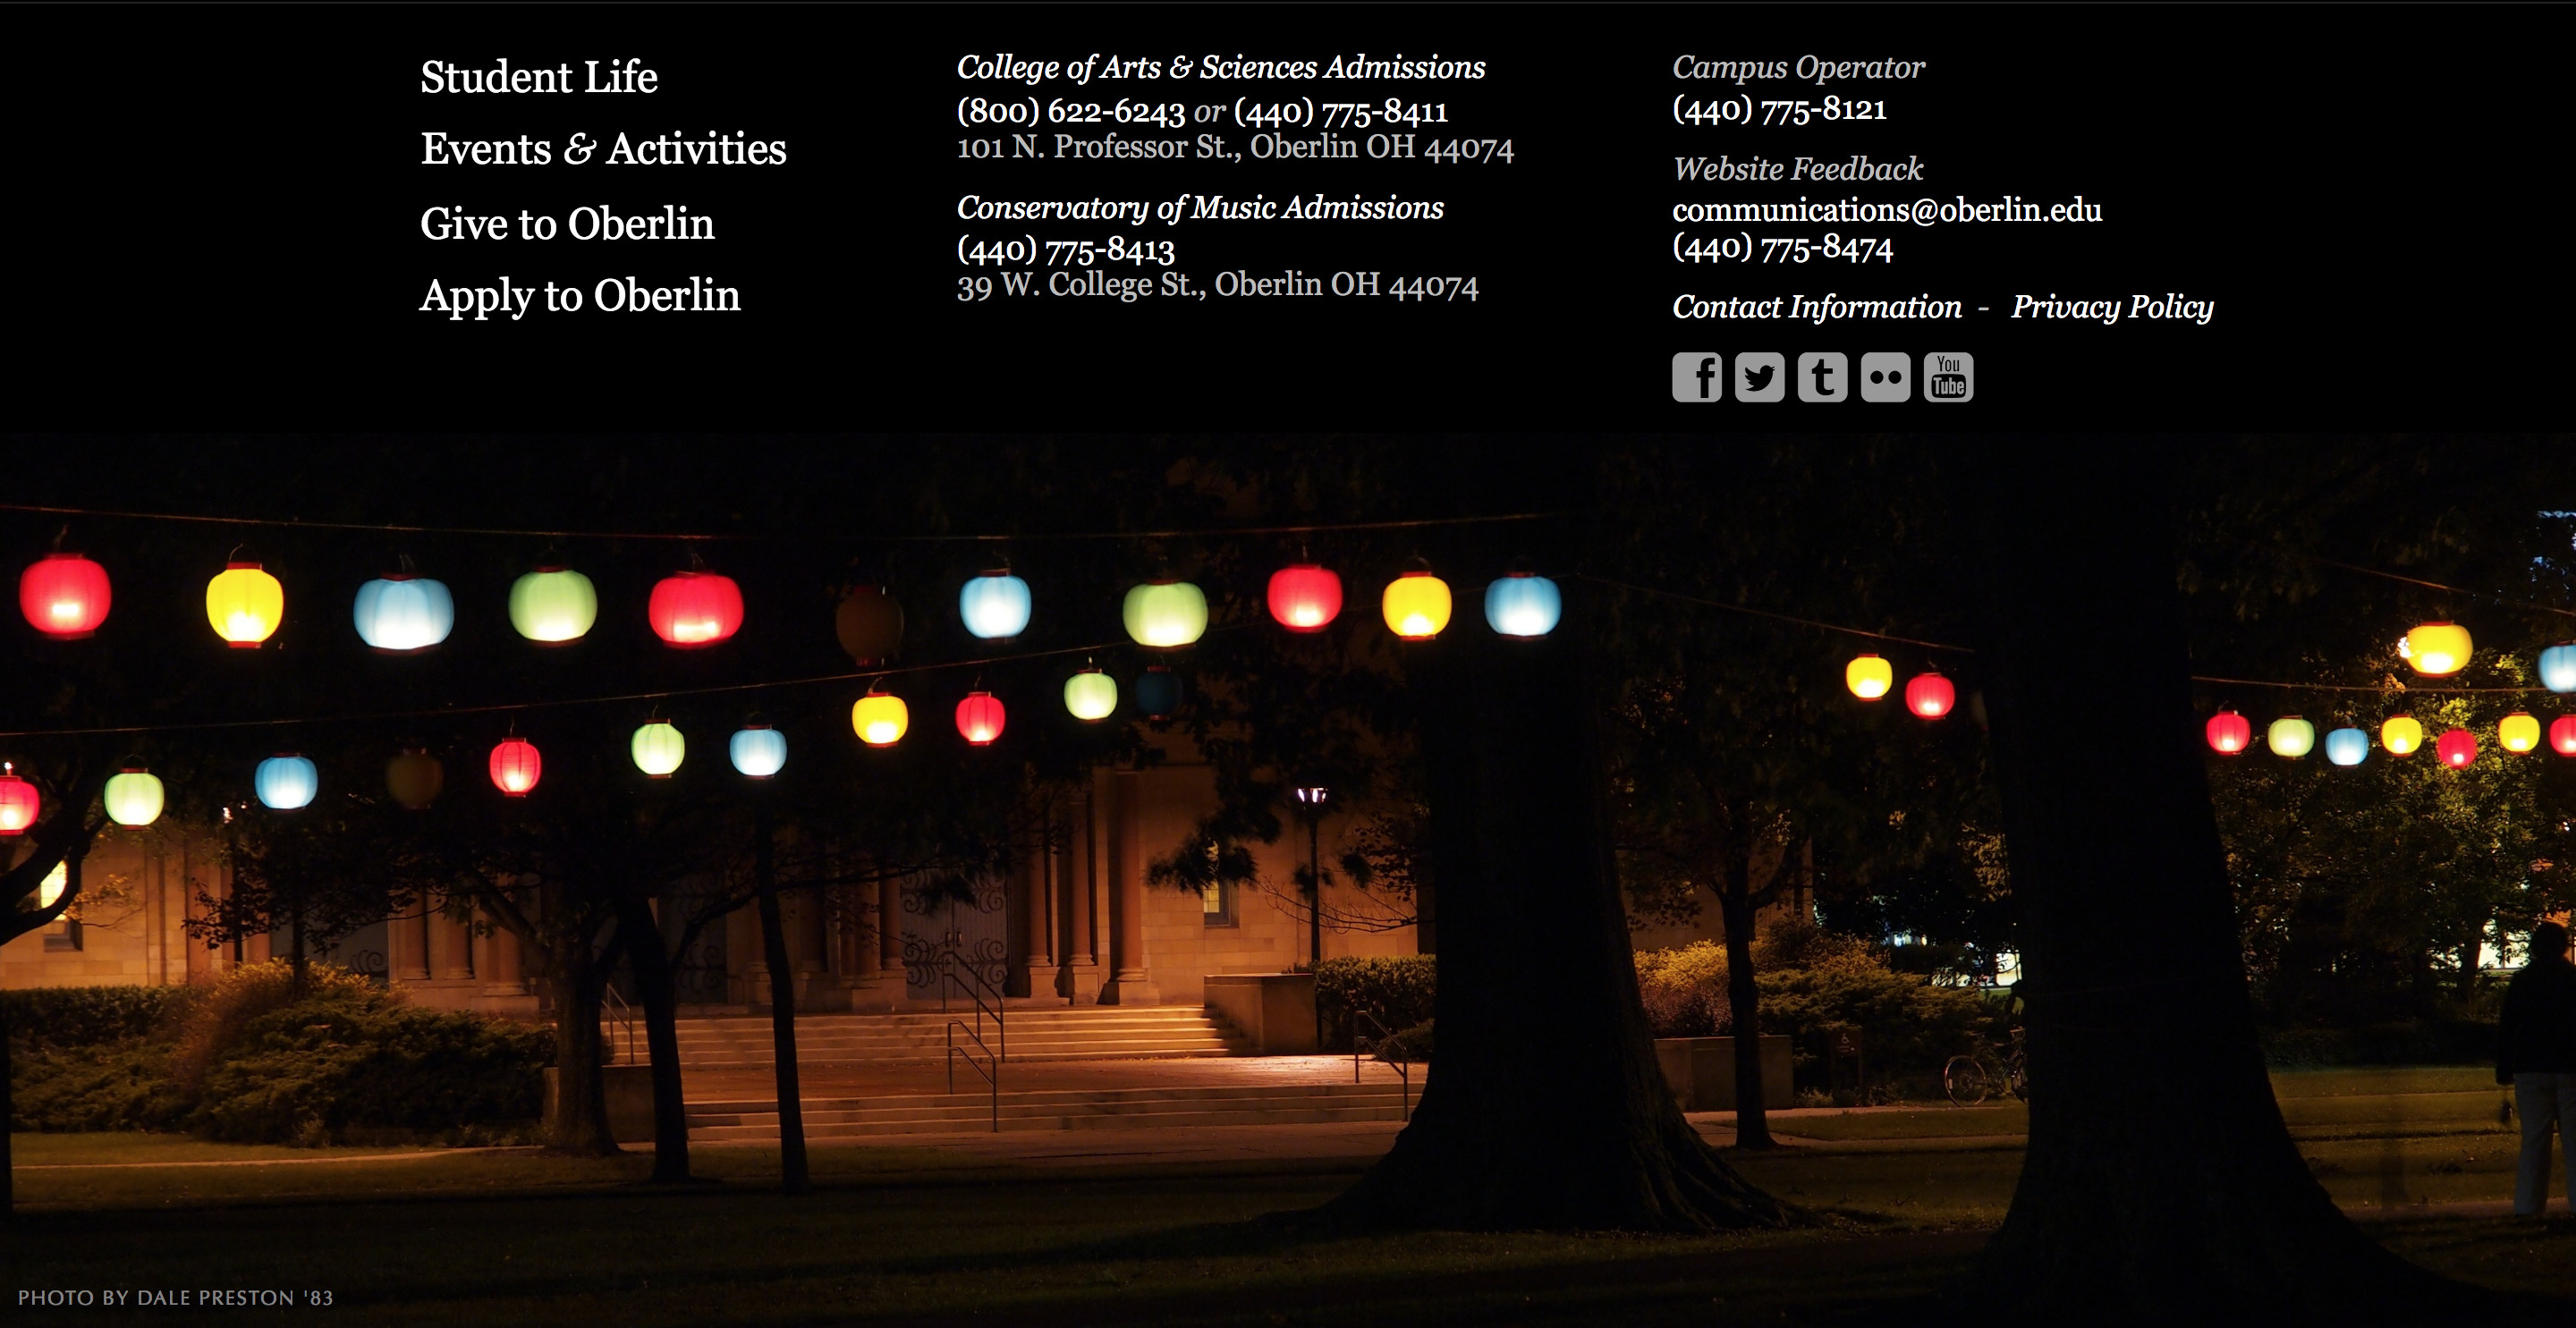 Student Life
Events & Activities
Give to Oberlin
Apply to Oberlin
College of Arts & Sciences Admissions
(800) 622-6243 or (440) 775-8411
101 N. Professor St., Oberlin OH 44074
Conservatory of Music Admissions
(440) 775-8413
39 W. College St., Oberlin OH 44074
Campus Operator
(440) 775-8121
Website Feedback
communications@oberlin.edu
(440) 775-8474
Contact Information - Privacy Policy
f t You Tube
PHOTO BY DALE PRESTON '83